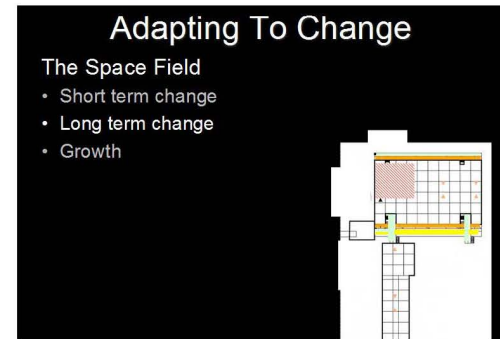 Adapting To Change
The Space Field
• Short term change
• Long term change
• Growth